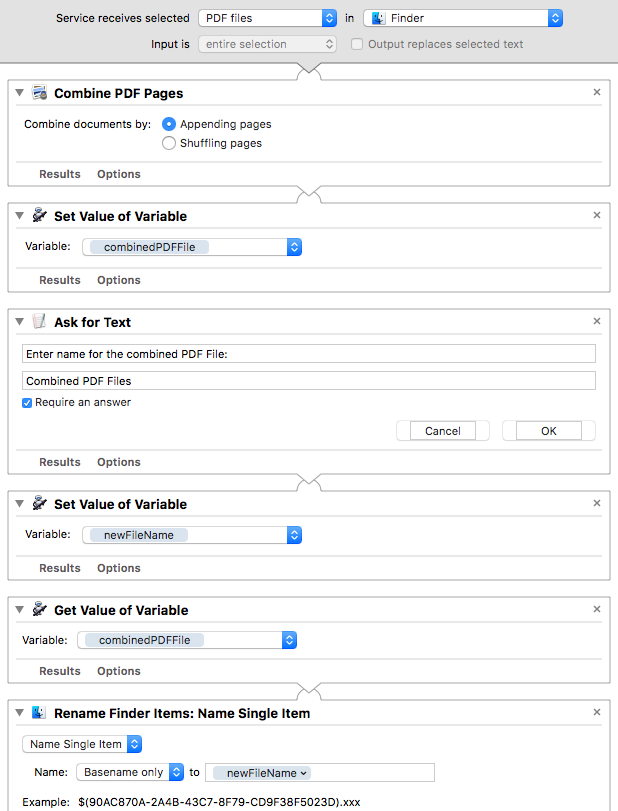 Service receives selected PDF files in Finder
Input is entire selection Output replaces selected text
Combine PDF Pages
Combine documents by: Appending pages
Shuffling pages
Results Options
Set Value of Variable
Variable: combinedPDFFile
Results Options
Ask for Text
Enter name for the combined PDF File:
Combined PDF Files
Require an answer
Cancel OK
Results Options
Set Value of Variable
Variable: newFileName
Results Options
Get Value of Variable
Variable: combinedPDFFile
Results Options
Rename Finder Items: Name Single Item
Name Single Item
Name: Basename only to newFileName
Example: $(90AC870A-2A4B-43C7-8F79-CD9F38F5023D).xxx